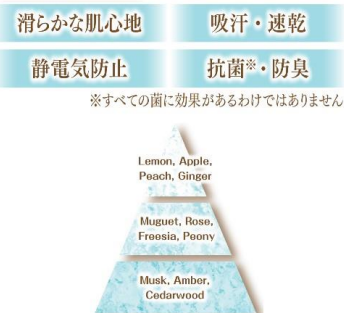 滑らかな肌心地
吸汗・速乾
静電気防止
抗菌※・防臭
※すべての菌に効果があるわけではありません
Lemon, Apple,
Peach, Ginger
Muguet, Rose,
Freesia, Peony
Musk, Amber,
Cedarwood